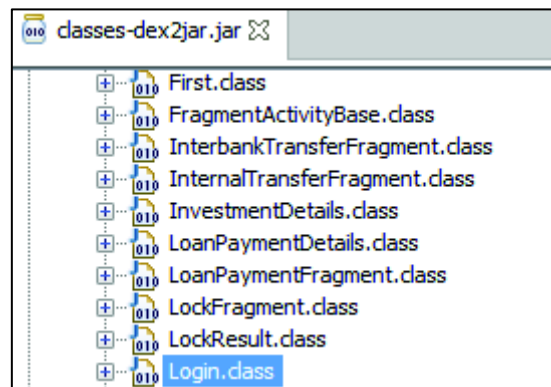 classes-dex2jar.jar
First.class
FragmentActivityBase.class
InterbankTransferFragment.class
InternalTransferFragment.class
InvestmentDetails.class
LoanPaymentDetails.class
LoanPaymentFragment.class
LockFragment.class
LockResult.class
Login.class